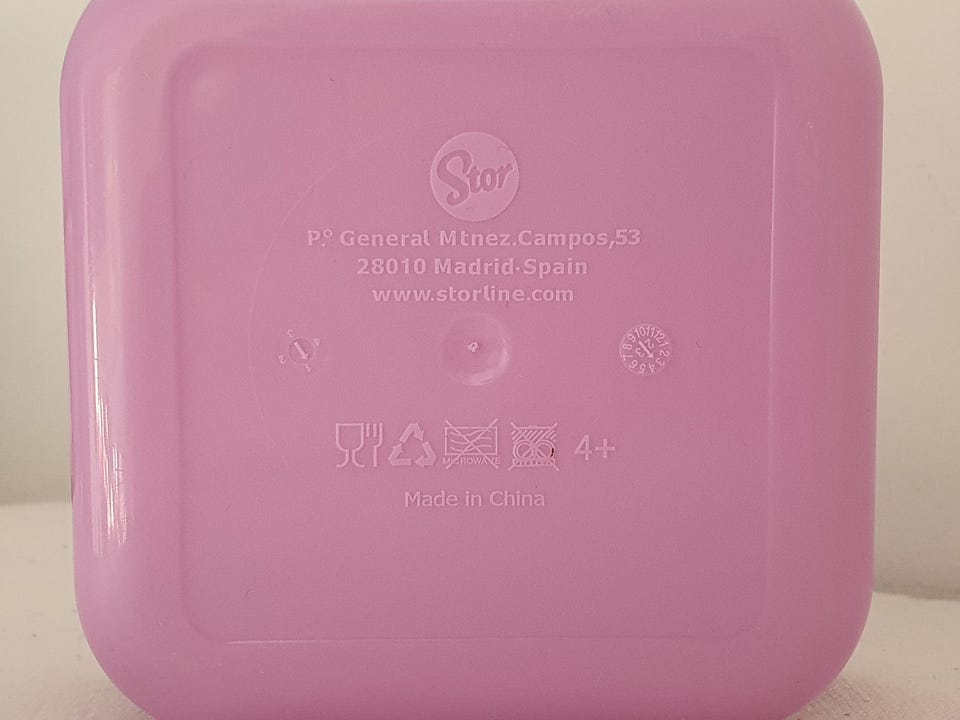 Stor
P.º General Mtnez.Campos,53
28010 Madrid·Spain
www.storline.com
MICROWAVE
4+
Made in China